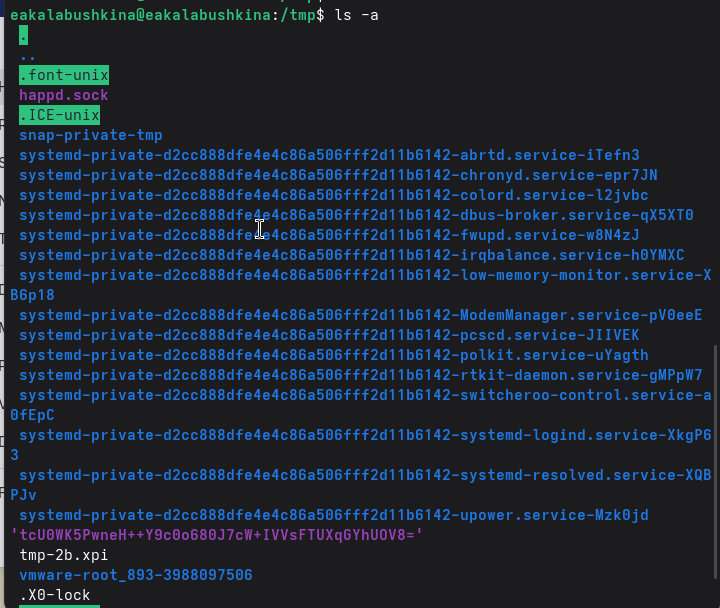 eakalabushkina@eakalabushkina:/tmp$ ls -a
.
..
.font-unix
happd.sock
.ICE-unix
snap-private-tmp
systemd-private-d2cc888dfe4e4c86a506fff2d11b6142-abrtd.service-iTefn3
systemd-private-d2cc888dfe4e4c86a506fff2d11b6142-chronyd.service-epr7JN
systemd-private-d2cc888dfe4e4c86a506fff2d11b6142-colord.service-l2jvbc
systemd-private-d2cc888dfe4e4c86a506fff2d11b6142-dbus-broker.service-qX5XT0
systemd-private-d2cc888dfe4e4c86a506fff2d11b6142-fwupd.service-w8N4zJ
systemd-private-d2cc888dfe4e4c86a506fff2d11b6142-irqbalance.service-h0YMXC
systemd-private-d2cc888dfe4e4c86a506fff2d11b6142-low-memory-monitor.service-X
B6p18
systemd-private-d2cc888dfe4e4c86a506fff2d11b6142-ModemManager.service-pV0eeE
systemd-private-d2cc888dfe4e4c86a506fff2d11b6142-pcscd.service-JIIVEK
systemd-private-d2cc888dfe4e4c86a506fff2d11b6142-polkit.service-uYagth
systemd-private-d2cc888dfe4e4c86a506fff2d11b6142-rtkit-daemon.service-gMPpW7
systemd-private-d2cc888dfe4e4c86a506fff2d11b6142-switcheroo-control.service-a
0fEpC
systemd-private-d2cc888dfe4e4c86a506fff2d11b6142-systemd-logind.service-XkgP6
3
systemd-private-d2cc888dfe4e4c86a506fff2d11b6142-systemd-resolved.service-XQB
PJv
systemd-private-d2cc888dfe4e4c86a506fff2d11b6142-upower.service-Mzk0jd
'tcU0WK5PwneH++Y9c0o680J7cW+IVVsFTUXqGYhUOV8='
tmp-2b.xpi
vmware-root_893-3988097506
.X0-lock